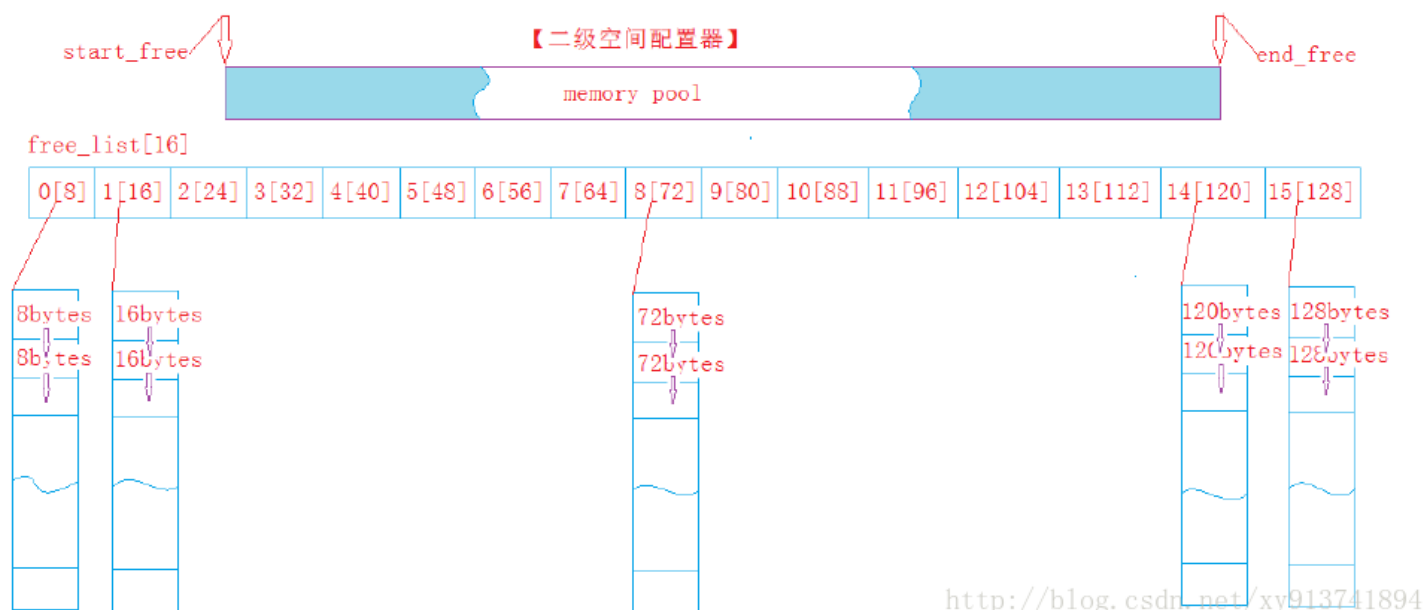 start_free 【二级空间配置器】 end_free
memory pool
free_list[16]
0[8] 1[16] 2[24] 3[32] 4[40] 5[48] 6[56] 7[64] 8[72] 9[80] 10[88] 11[96] 12[104] 13[112] 14[120] 15[128]
8bytes 16bytes 72bytes 120bytes 128bytes
8bytes 16bytes 72bytes 120bytes 128bytes
http://blog.csdn.net/xy913741894